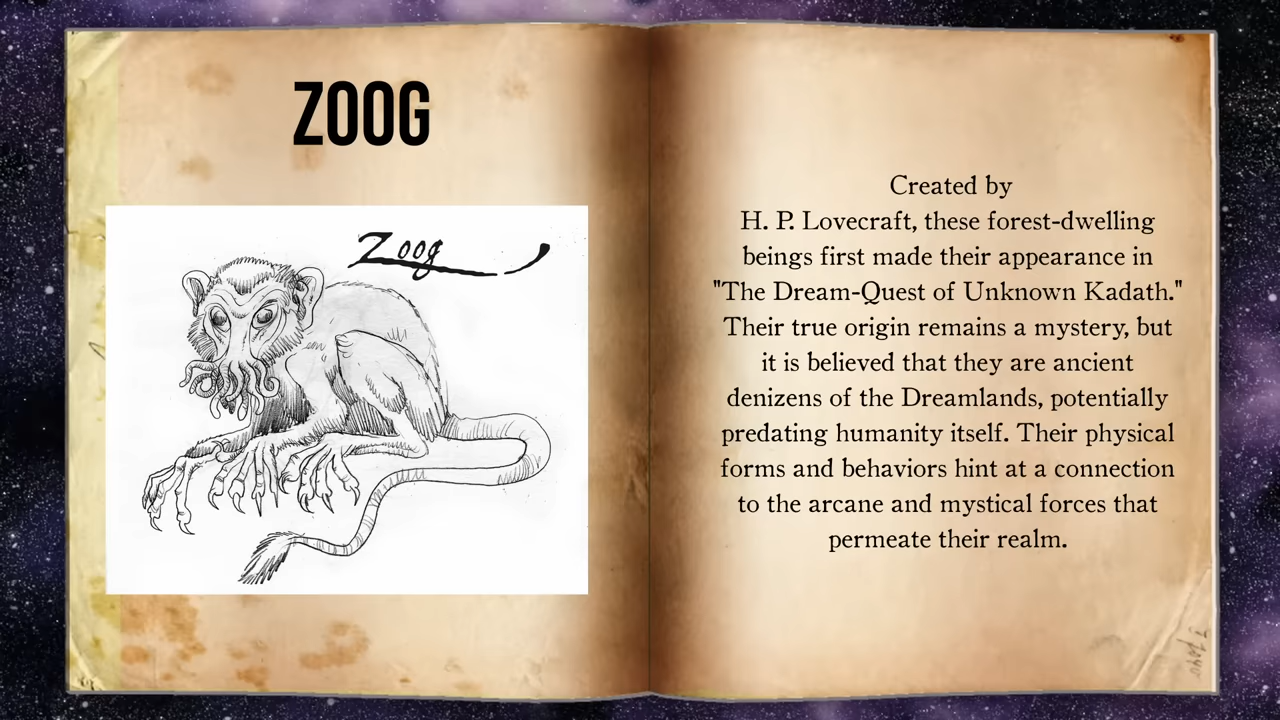 ZOOG
Zoog
Created by
H. P. Lovecraft, these forest-dwelling
beings first made their appearance in
"The Dream-Quest of Unknown Kadath."
Their true origin remains a mystery, but
it is believed that they are ancient
denizens of the Dreamlands, potentially
predating humanity itself. Their physical
forms and behaviors hint at a connection
to the arcane and mystical forces that
permeate their realm.